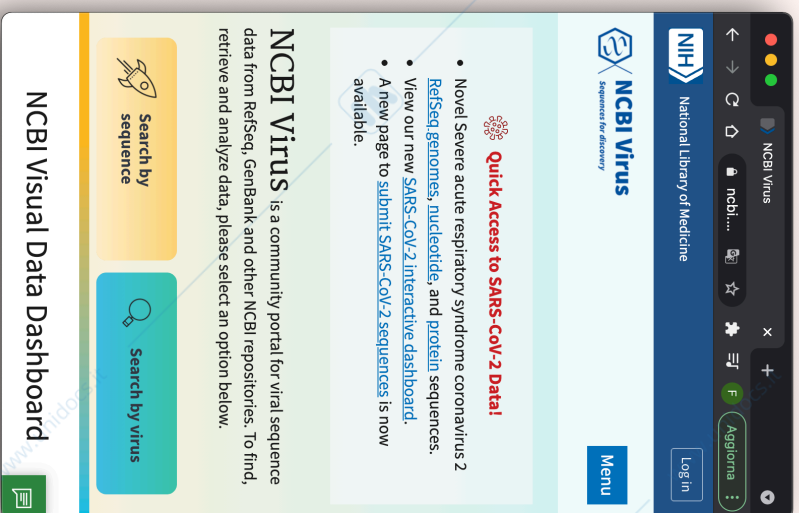 NCBI Virus
ncbi....
F
Aggiorna
NIH
National Library of Medicine
Log in
NCBI Virus
Sequences for discovery
Menu
Quick Access to SARS-CoV-2 Data!
• Novel Severe acute respiratory syndrome coronavirus 2
RefSeq genomes, nucleotide, and protein sequences.
• View our new SARS-CoV-2 interactive dashboard.
• A new page to submit SARS-CoV-2 sequences is now
available.
NCBI Virus is a community portal for viral sequence
data from RefSeq, GenBank and other NCBI repositories. To find,
retrieve and analyze data, please select an option below.
Search by
sequence
Search by virus
NCBI Visual Data Dashboard